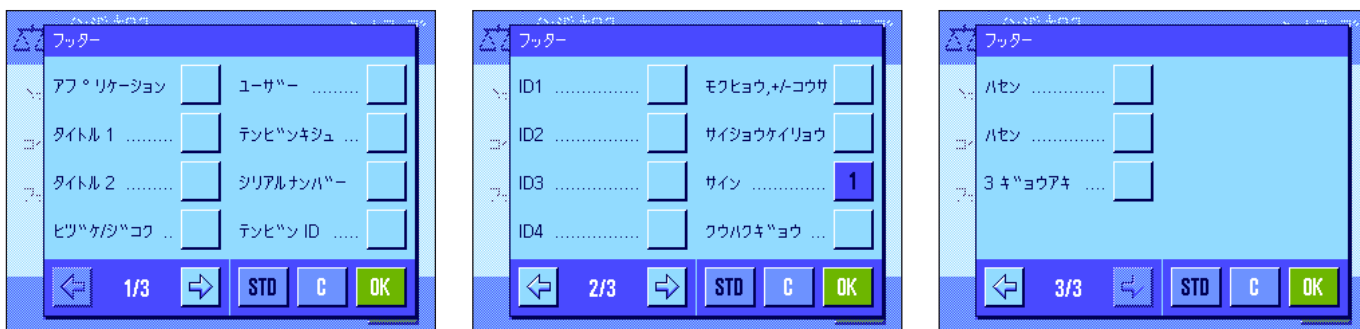 フッター
アプリケーション
ユーザー .........
タイトル 1 .........
テンビンキシュ ...
タイトル 2 .........
シリアルナンバー
ヒヅケ/ジコク ..
テンビン ID .....
1/3
STD
C
OK
フッター
ID1 ................
モクヒョウ,+/-コウサ
ID2 ................
サイショウケイリョウ
ID3 ................
サイン ..............
1
ID4 ................
クウハクギョウ ...
2/3
STD
C
OK
フッター
ハセン ..............
ハセン ..............
3 ギョウアキ ....
3/3
STD
C
OK